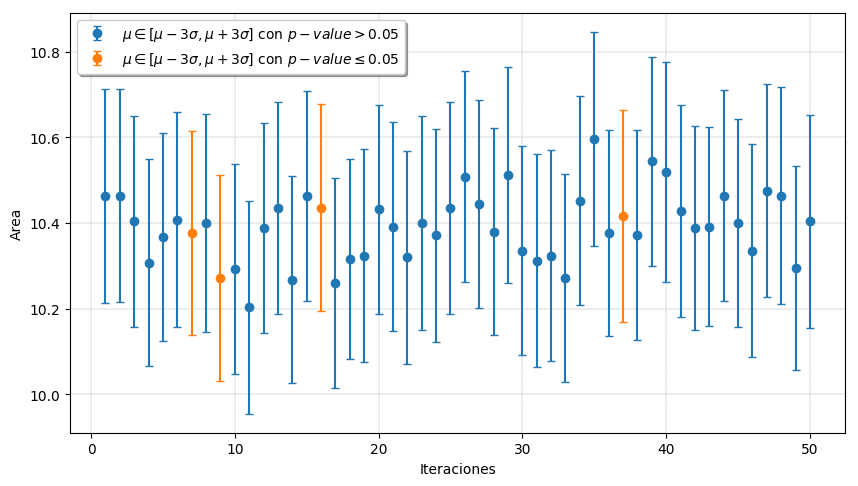 μ ∈ [μ − 3σ, μ + 3σ] con p − value > 0.05
μ ∈ [μ − 3σ, μ + 3σ] con p − value ≤ 0.05
10.8
10.6
10.4
10.2
10.0
Area
0 10 20 30 40 50
Iteraciones